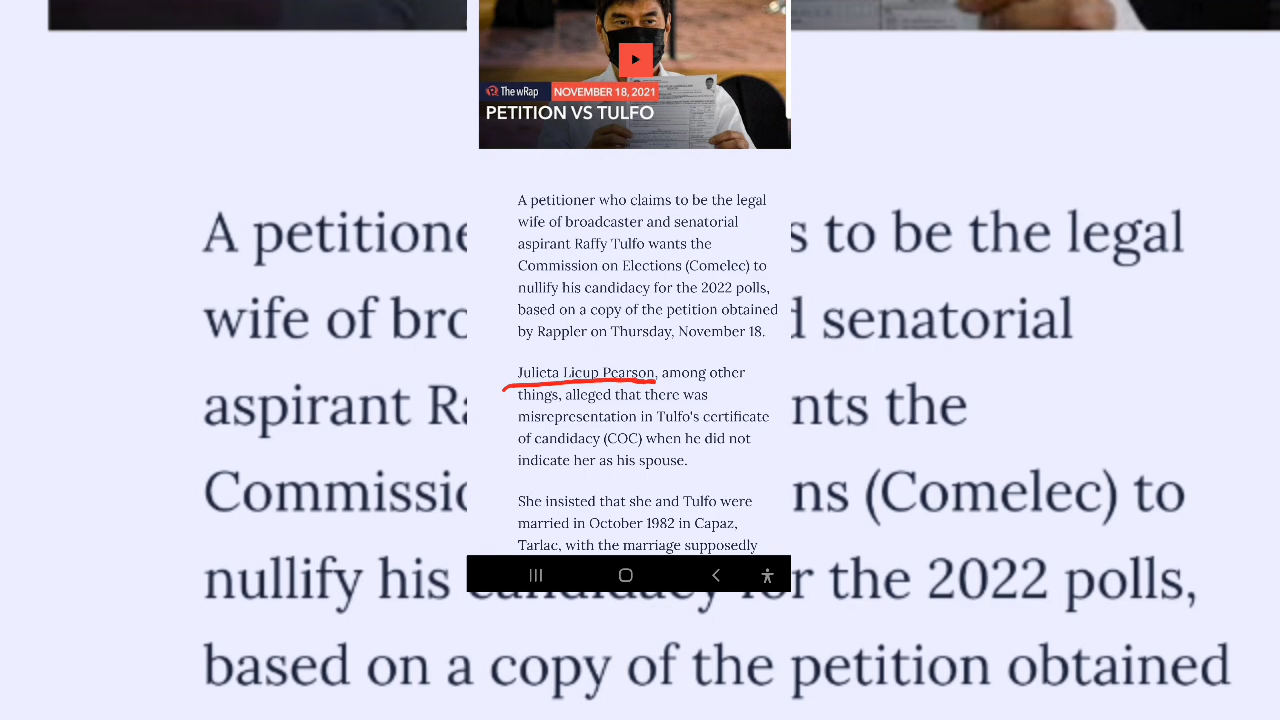 The wRap
NOVEMBER 18, 2021
PETITION VS TULFO
A petitioner who claims to be the legal
wife of broadcaster and senatorial
aspirant Raffy Tulfo wants the
Commission on Elections (Comelec) to
nullify his candidacy for the 2022 polls,
based on a copy of the petition obtained
by Rappler on Thursday, November 18.
Julieta Licup Pearson, among other
things, alleged that there was
misrepresentation in Tulfo's certificate
of candidacy (COC) when he did not
indicate her as his spouse.
She insisted that she and Tulfo were
married in October 1982 in Capaz,
Tarlac, with the marriage supposedly
A petitione s to be the legal
wife of bro d senatorial
aspirant Ra nts the
Commissio ns (Comelec) to
nullify his candidacy for the 2022 polls,
based on a copy of the petition obtained